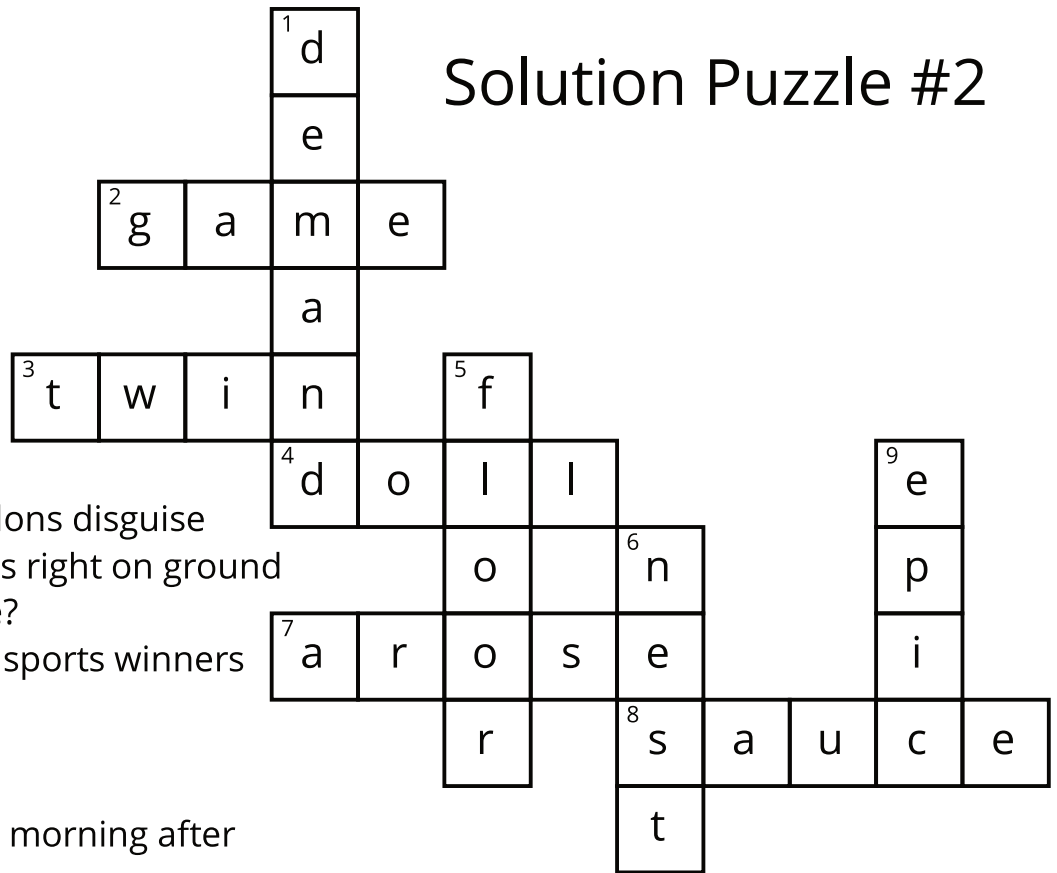 1 d
Solution Puzzle #2
e
2 g a m e
a
3 t w i n 5 f
4 d o l l 9 e
lons disguise
s right on ground
o 6 n p
?
sports winners
7 a r o s e i
r 8 s a u c e
morning after
t